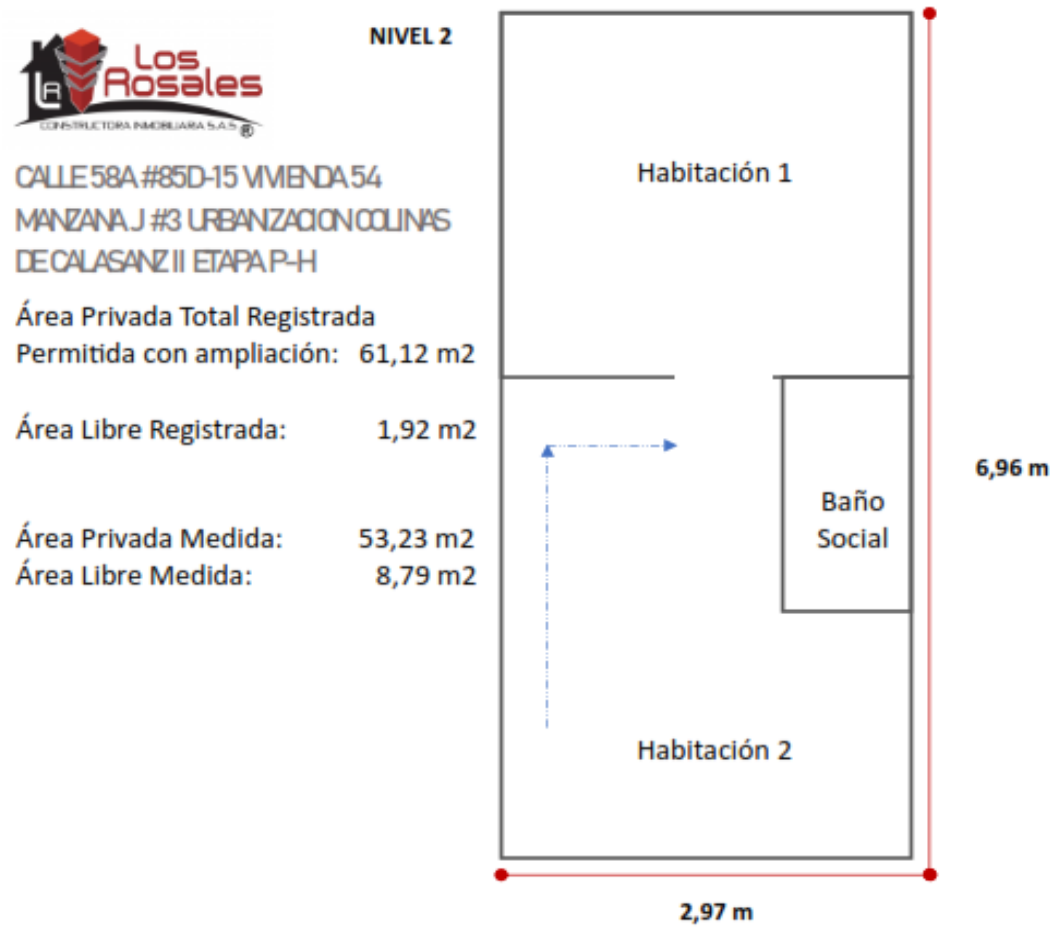 Los
Rosales
LR
CONSTRUCTORA INMOBILIARIA S.A.S ®
NIVEL 2
CALLE 58A #85D-15 VIVIENDA 54
MANZANA J #3 URBANIZACION COLINAS
DE CALASANZ II ETAPA P-H
Área Privada Total Registrada
Permitida con ampliación: 61,12 m2
Área Libre Registrada: 1,92 m2
Área Privada Medida: 53,23 m2
Área Libre Medida: 8,79 m2
Habitación 1
Baño
Social
Habitación 2
6,96 m
2,97 m